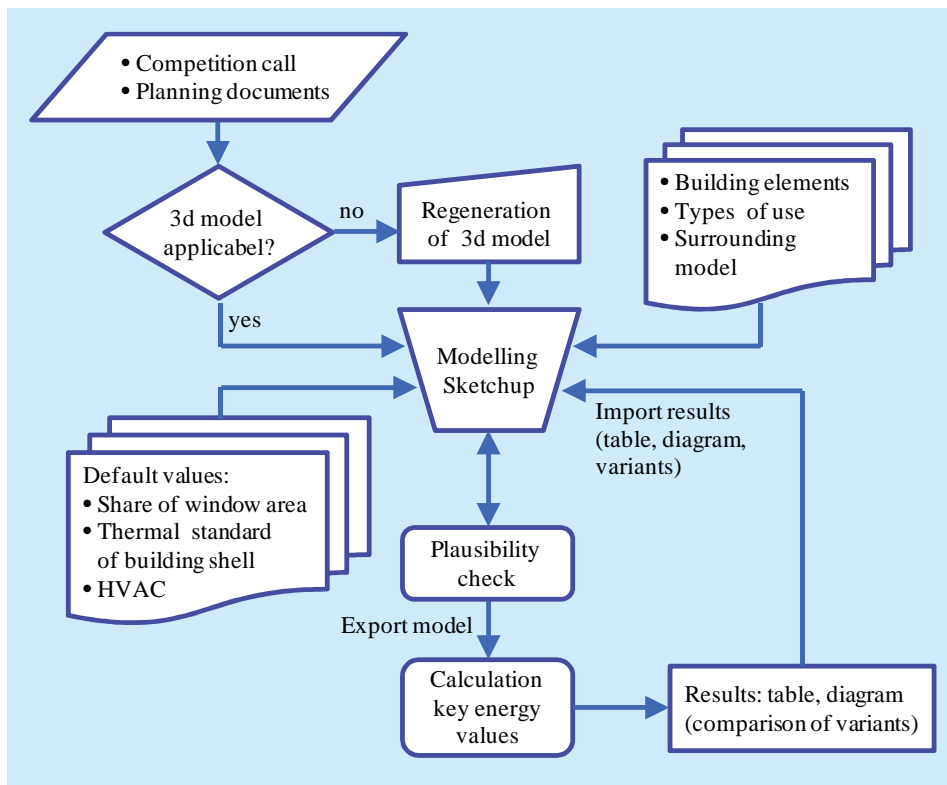 • Competition call
• Planning documents
3d model
applicabel?
no
Regeneration
of 3d model
• Building elements
• Types of use
• Surrounding
model
yes
Modelling
Sketchup
Import results
(table, diagram,
variants)
Default values:
• Share of window area
• Thermal standard
of building shell
• HVAC
Plausibility
check
Export model
Calculation
key energy
values
Results: table, diagram
(comparison of variants)